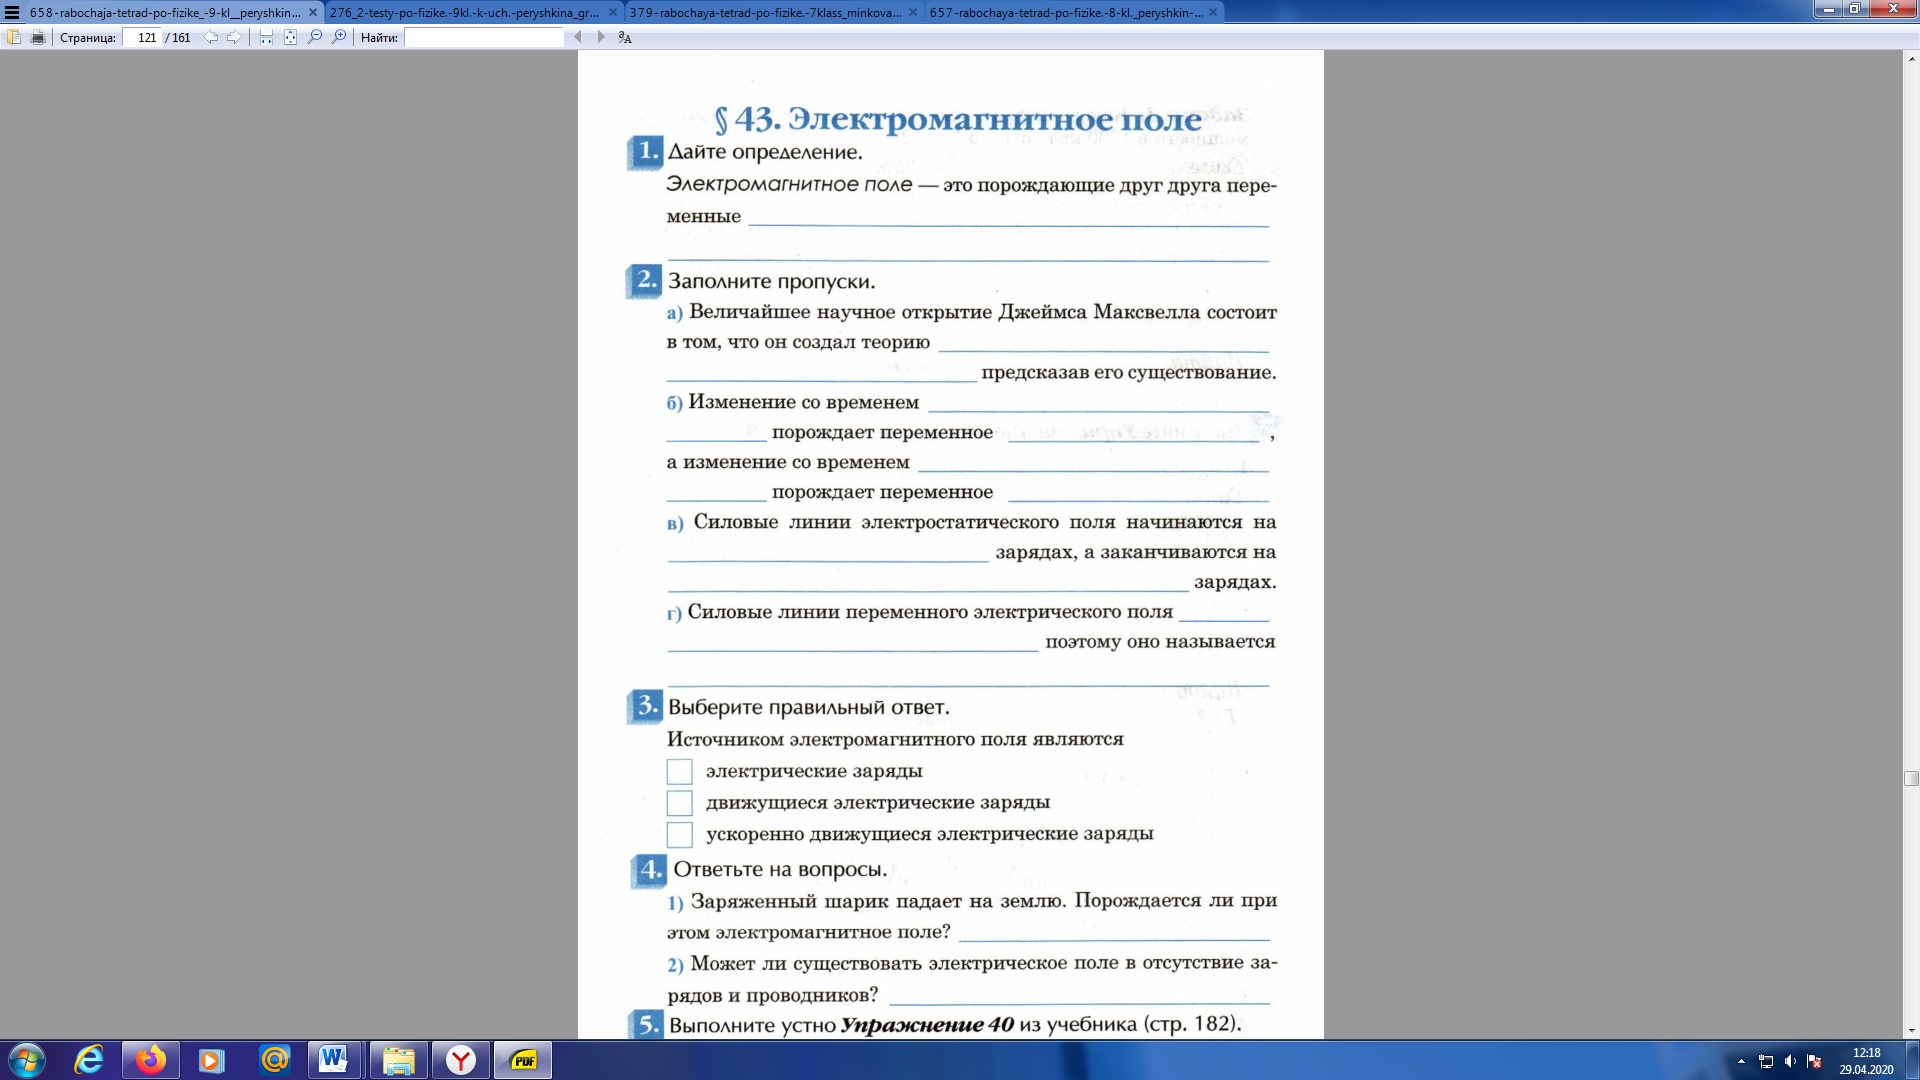 658-rabochaja-tetrad-po-fizike_-9-kl__peryshkin...
276_2-testy-po-fizike.-9kl.-k-uch.-peryshkina_gr...
379-rabochaya-tetrad-po-fizike.-7klass_minkova...
657-rabochaya-tetrad-po-fizike.-8-kl._peryshkin-...
Страница: 121 / 161 Найти:
§ 43. Электромагнитное поле
1. Дайте определение.
Электромагнитное поле — это порождающие друг друга пере-
менные
2. Заполните пропуски.
а) Величайшее научное открытие Джеймса Максвелла состоит
в том, что он создал теорию
предсказав его существование.
б) Изменение со временем
порождает переменное ,
а изменение со временем
порождает переменное
в) Силовые линии электростатического поля начинаются на
зарядах, а заканчиваются на
зарядах.
г) Силовые линии переменного электрического поля
поэтому оно называется
3. Выберите правильный ответ.
Источником электромагнитного поля являются
электрические заряды
движущиеся электрические заряды
ускоренно движущиеся электрические заряды
4. Ответьте на вопросы.
1) Заряженный шарик падает на землю. Порождается ли при
этом электромагнитное поле?
2) Может ли существовать электрическое поле в отсутствие за-
рядов и проводников?
5. Выполните устно Упражнение 40 из учебника (стр. 182).
PDF
12:18
29.04.2020